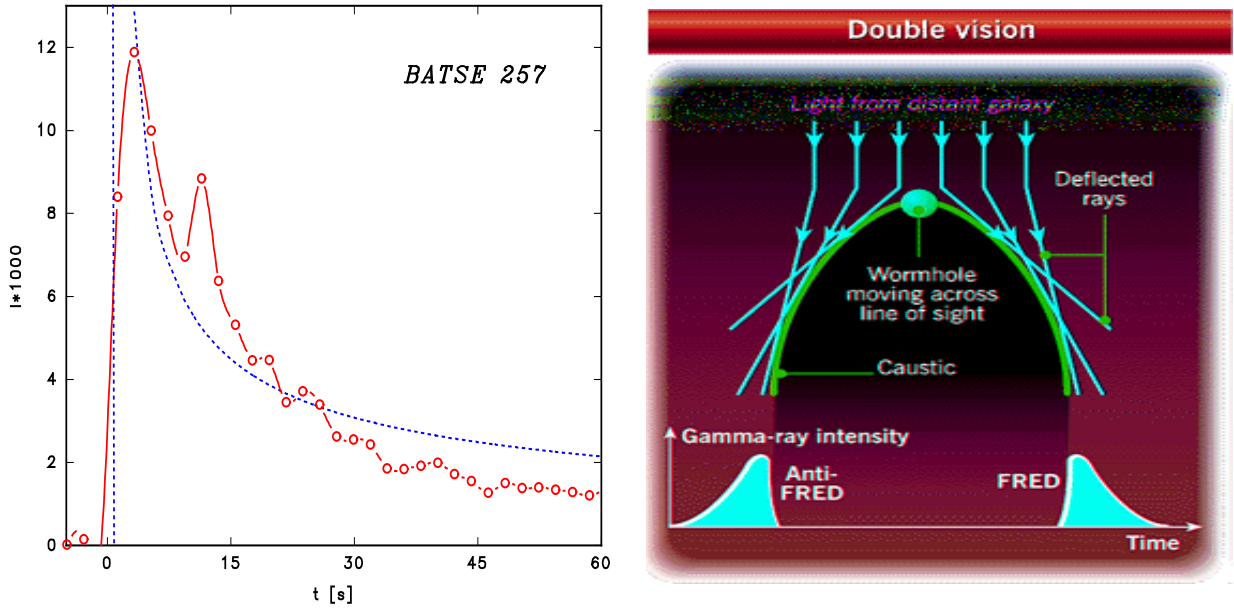 BATSE 257
I*1000
12
10
8
6
4
2
0
0
15
30
45
60
t [s]
Double vision
Light from distant galaxy
Deflected
rays
Wormhole
moving across
line of sight
Caustic
Gamma-ray intensity
Anti-
FRED
FRED
Time